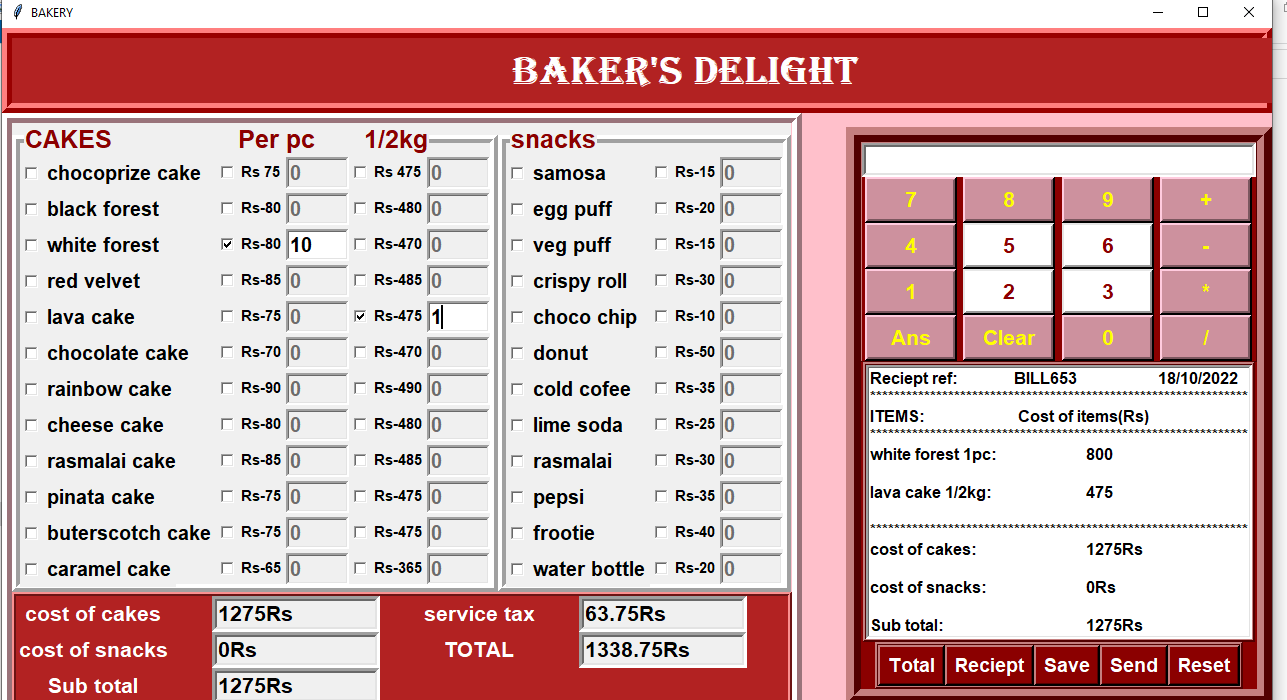 BAKERY
BAKER'S DELIGHT
CAKES Per pc 1/2kg
chocoprize cake Rs 75 0 Rs 475 0
black forest Rs-80 0 Rs-480 0
white forest Rs-80 10 Rs-470 0
red velvet Rs-85 0 Rs-485 0
lava cake Rs-75 0 Rs-475 1
chocolate cake Rs-70 0 Rs-470 0
rainbow cake Rs-90 0 Rs-490 0
cheese cake Rs-80 0 Rs-480 0
rasmalai cake Rs-85 0 Rs-485 0
pinata cake Rs-75 0 Rs-475 0
buterscotch cake Rs-75 0 Rs-475 0
caramel cake Rs-65 0 Rs-365 0
snacks
samosa Rs-15 0
egg puff Rs-20 0
veg puff Rs-15 0
crispy roll Rs-30 0
choco chip Rs-10 0
donut Rs-50 0
cold cofee Rs-35 0
lime soda Rs-25 0
rasmalai Rs-30 0
pepsi Rs-35 0
frootie Rs-40 0
water bottle Rs-20 0
cost of cakes 1275Rs service tax 63.75Rs
cost of snacks 0Rs TOTAL 1338.75Rs
Sub total 1275Rs
7 8 9 +
4 5 6 -
1 2 3 *
Ans Clear 0 /
Reciept ref: BILL653 18/10/2022
ITEMS: Cost of items(Rs)
white forest 1pc: 800
lava cake 1/2kg: 475
cost of cakes: 1275Rs
cost of snacks: 0Rs
Sub total: 1275Rs
Total Reciept Save Send Reset